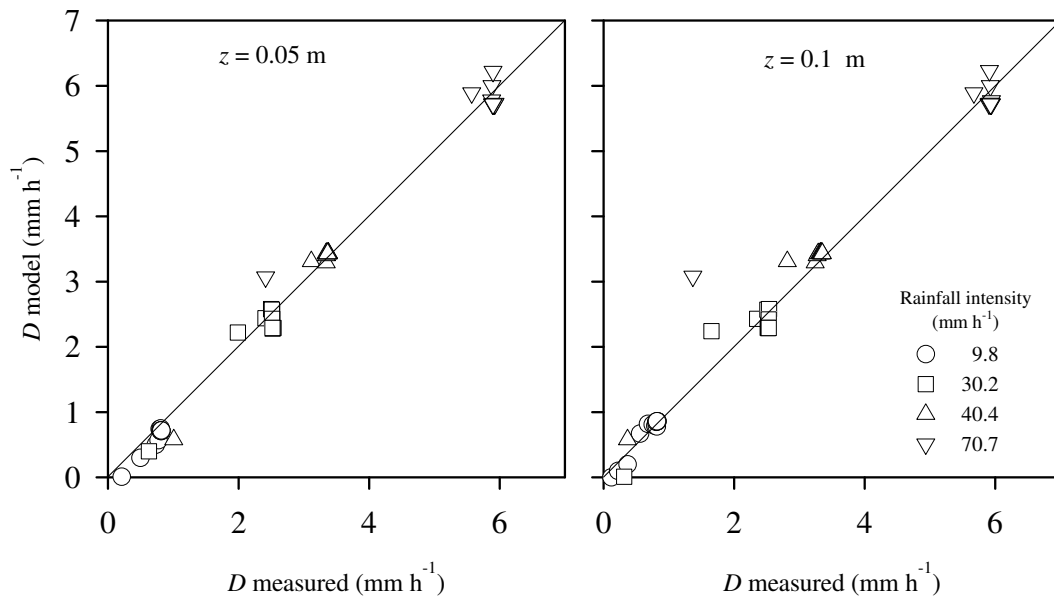 z = 0.05 m
z = 0.1 m
7
6
5
4
3
2
1
0
D model (mm h⁻¹)
Rainfall intensity
(mm h⁻¹)
9.8
30.2
40.4
70.7
0 2 4 6
0 2 4 6
D measured (mm h⁻¹)
D measured (mm h⁻¹)